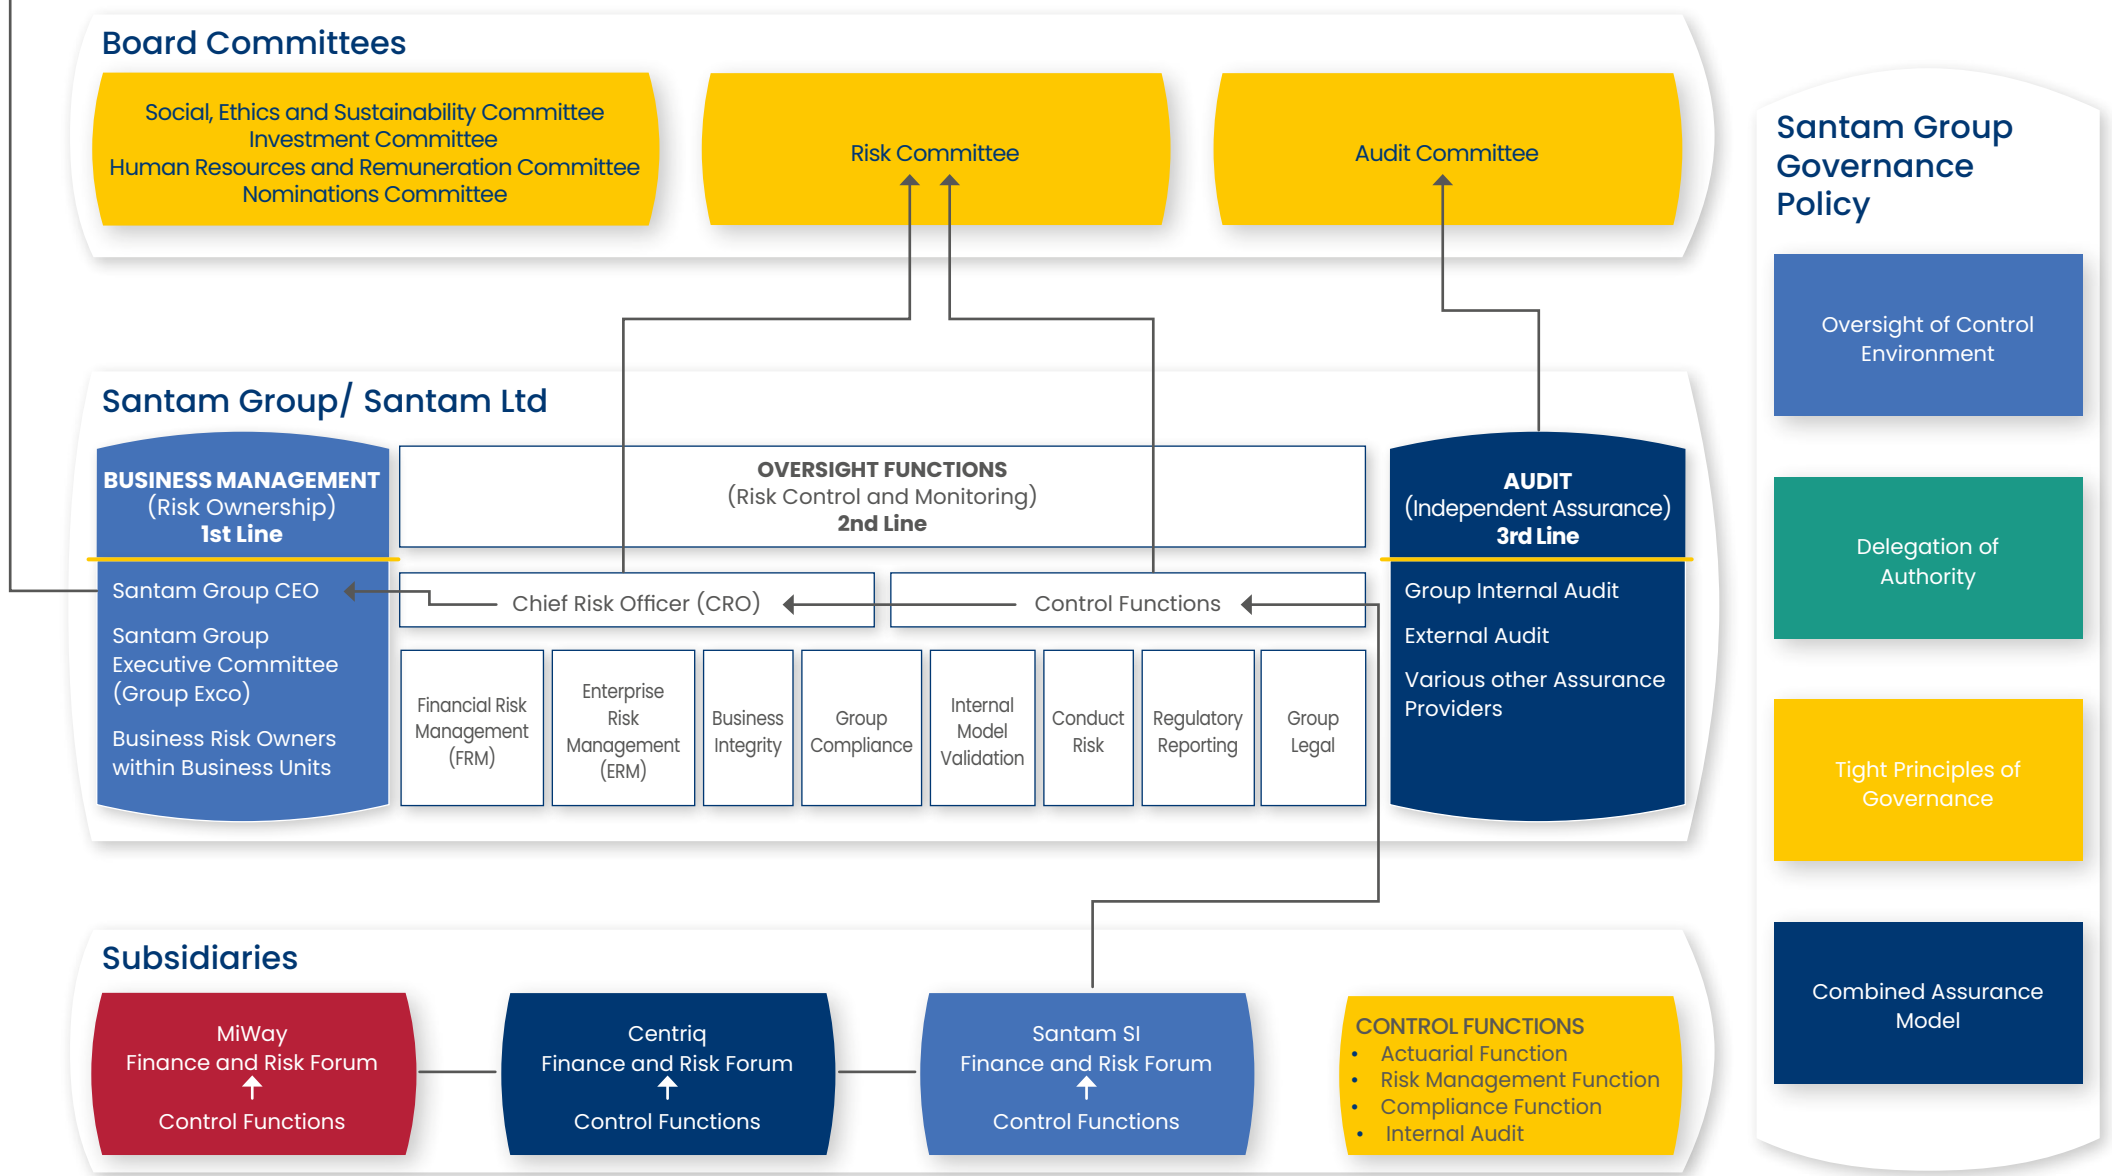 Board Committees
Social, Ethics and Sustainability Committee
Investment Committee
Human Resources and Remuneration Committee
Nominations Committee
Risk Committee
Audit Committee
Santam Group/ Santam Ltd
BUSINESS MANAGEMENT
(Risk Ownership)
1st Line
Santam Group CEO
Santam Group
Executive Committee
(Group Exco)
Business Risk Owners
within Business Units
OVERSIGHT FUNCTIONS
(Risk Control and Monitoring)
2nd Line
Chief Risk Officer (CRO)
Control Functions
Financial Risk
Management
(FRM)
Enterprise
Risk
Management
(ERM)
Business
Integrity
Group
Compliance
Internal
Model
Validation
Conduct
Risk
Regulatory
Reporting
Group
Legal
AUDIT
(Independent Assurance)
3rd Line
Group Internal Audit
External Audit
Various other Assurance
Providers
Subsidiaries
MiWay
Finance and Risk Forum
Control Functions
Centriq
Finance and Risk Forum
Control Functions
Santam SI
Finance and Risk Forum
Control Functions
CONTROL FUNCTIONS
• Actuarial Function
• Risk Management Function
• Compliance Function
• Internal Audit
Santam Group
Governance
Policy
Oversight of Control
Environment
Delegation of
Authority
Tight Principles of
Governance
Combined Assurance
Model